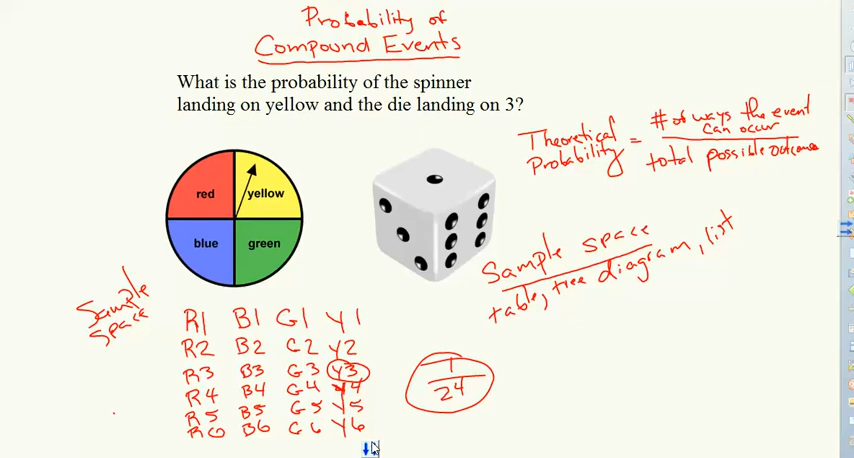 Probability of
Compound Events
What is the probability of the spinner
landing on yellow and the die landing on 3?
Theoretical
Probability = # of ways the event
can occur
total possible outcomes
red
yellow
blue
green
Sample space
table, tree diagram, list
Sample
space
R1 B1 G1 Y1
R2 B2 G2 Y2
R3 B3 G3 Y3
R4 B4 G4 Y4
R5 B5 G5 Y5
R6 B6 G6 Y6
1
24